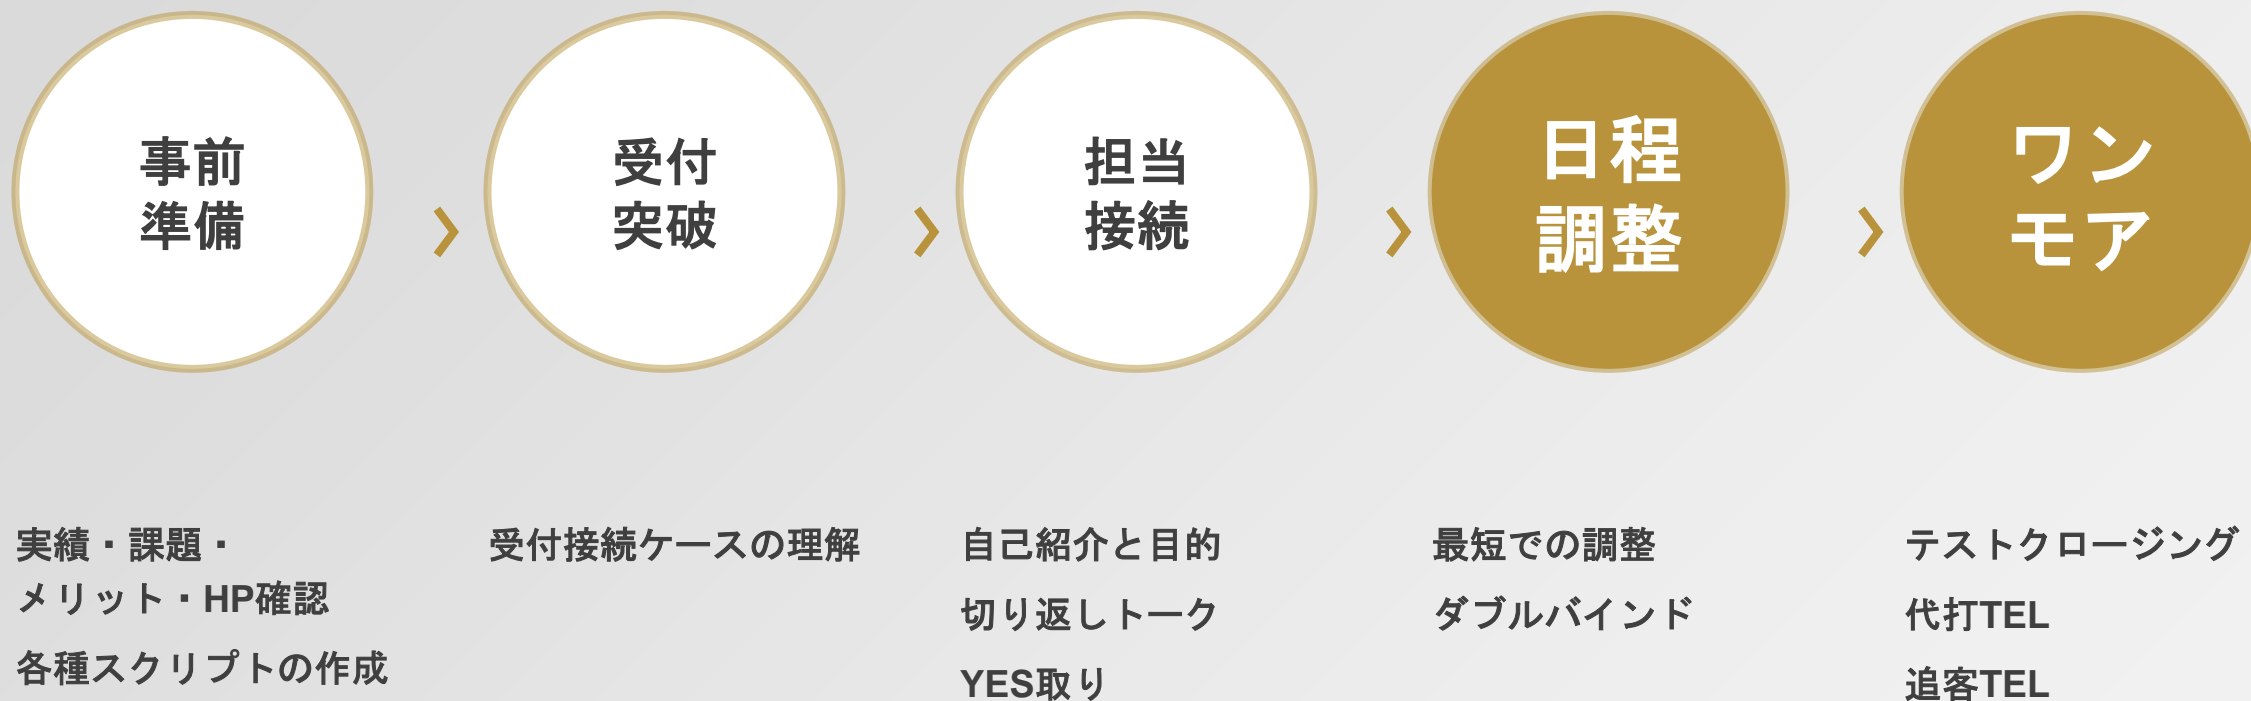 事前
準備
受付
突破
担当
接続
日程
調整
ワン
モア
実績・課題・
メリット・HP確認
各種スクリプトの作成
受付接続ケースの理解
自己紹介と目的
切り返しトーク
YES取り
最短での調整
ダブルバインド
テストクロージング
代打TEL
追客TEL